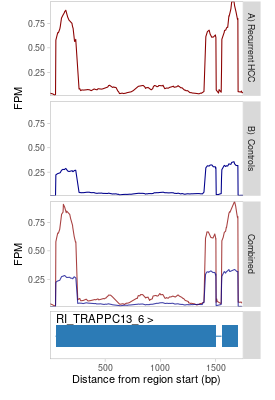 0.75
0.50
0.25
FPM
A) Recurrent HCC
0.75
0.50
0.25
B) Controls
0.75
0.50
0.25
FPM
Combined
RI_TRAPPC13_6 >
500
1000
1500
Distance from region start (bp)